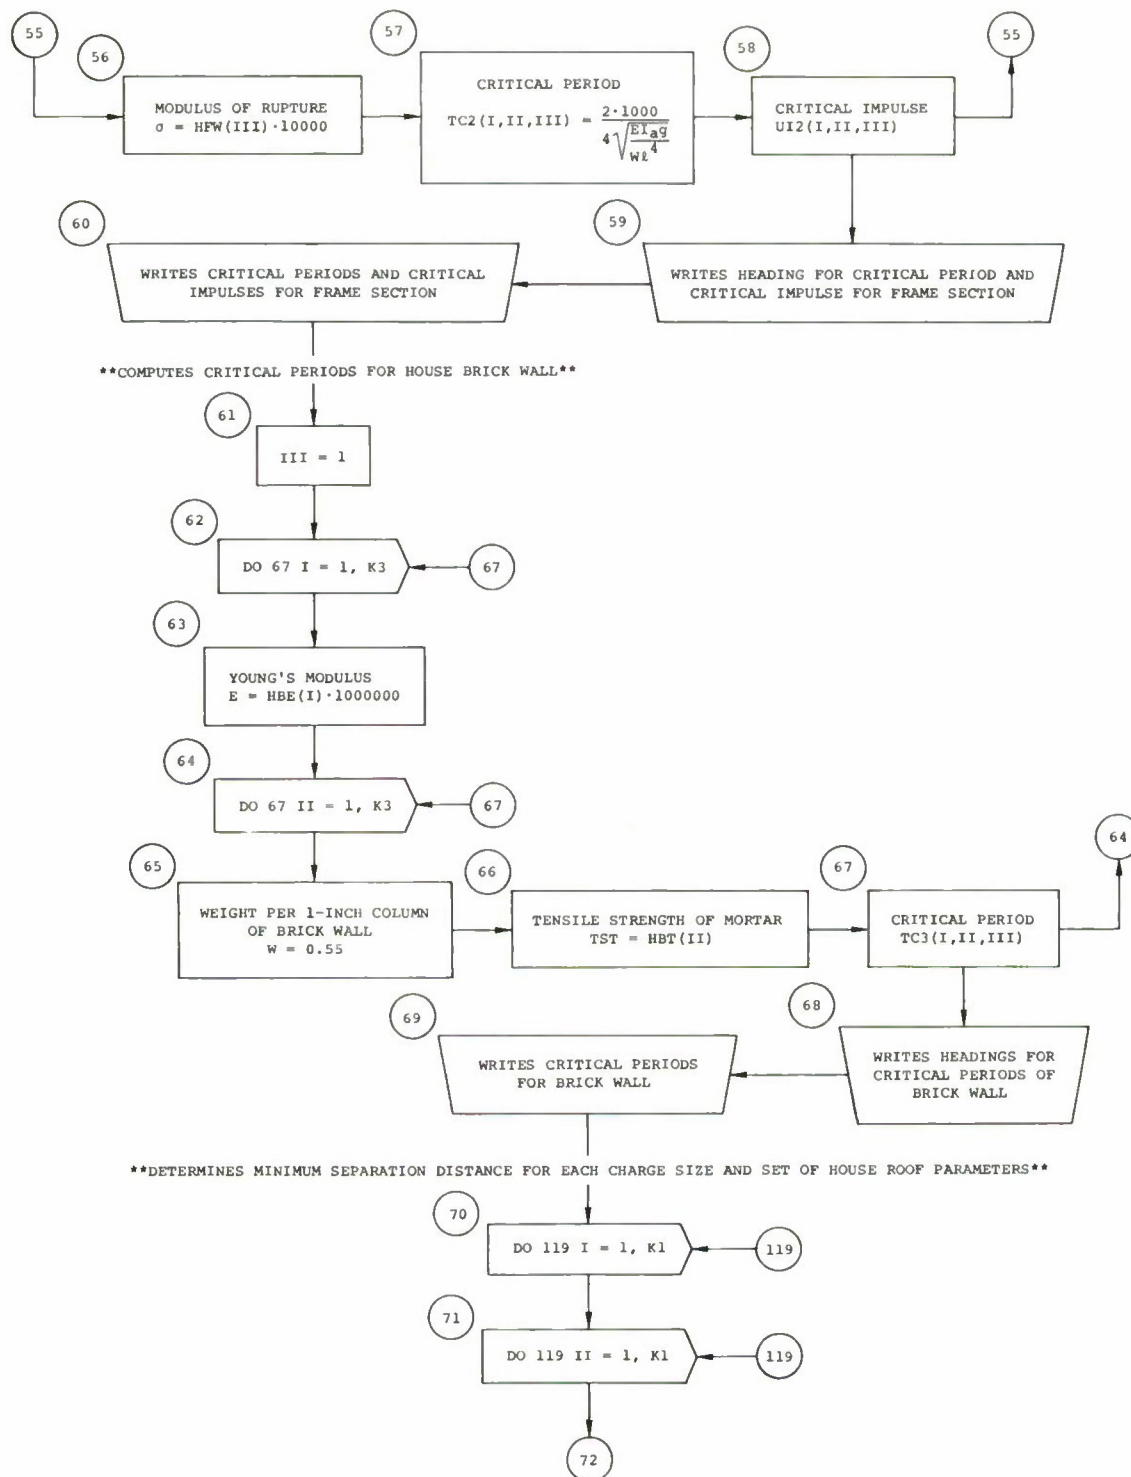 55
56
MODULUS OF RUPTURE
σ = HFW(III)·10000
57
CRITICAL PERIOD
TC2(I,II,III) = 2·1000 / 4√(EIag / Wℓ^4)
58
CRITICAL IMPULSE
UI2(I,II,III)
55
60
WRITES CRITICAL PERIODS AND CRITICAL
IMPULSES FOR FRAME SECTION
59
WRITES HEADING FOR CRITICAL PERIOD AND
CRITICAL IMPULSE FOR FRAME SECTION
**COMPUTES CRITICAL PERIODS FOR HOUSE BRICK WALL**
61
III = 1
62
DO 67 I = 1, K3
67
63
YOUNG'S MODULUS
E = HBE(I)·1000000
64
DO 67 II = 1, K3
67
65
WEIGHT PER 1-INCH COLUMN
OF BRICK WALL
W = 0.55
66
TENSILE STRENGTH OF MORTAR
TST = HBT(II)
67
CRITICAL PERIOD
TC3(I,II,III)
64
69
WRITES CRITICAL PERIODS
FOR BRICK WALL
68
WRITES HEADINGS FOR
CRITICAL PERIODS OF
BRICK WALL
**DETERMINES MINIMUM SEPARATION DISTANCE FOR EACH CHARGE SIZE AND SET OF HOUSE ROOF PARAMETERS**
70
DO 119 I = 1, K1
119
71
DO 119 II = 1, K1
119
72